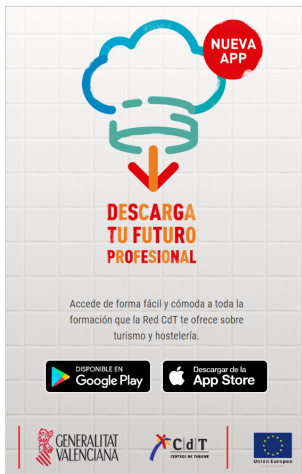 NUEVA
APP
DESCARGA
TU FUTURO
PROFESIONAL
Accede de forma fácil y cómoda a toda la
formación que la Red CdT te ofrece sobre
turismo y hostelería.
DISPONIBLE EN
Google Play
Descargar de la
App Store
GENERALITAT
VALENCIANA
CdT
CENTRES DE TURISME
Unión Europea